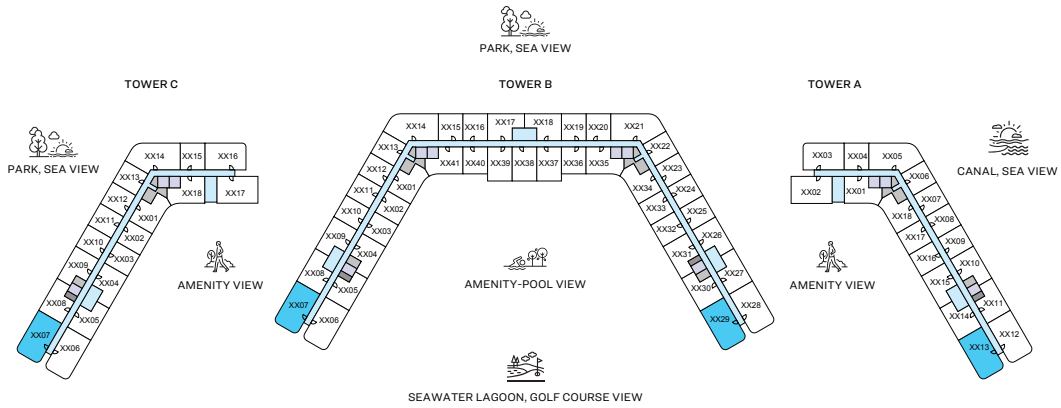 PARK, SEA VIEW
TOWER C
TOWER B
TOWER A
PARK, SEA VIEW
CANAL, SEA VIEW
XX14
XX15
XX16
XX13
XX12
XX11
XX10
XX09
XX08
XX07
XX17
XX18
XX01
XX02
XX03
XX04
XX05
XX06
AMENITY VIEW
XX14
XX15
XX16
XX17
XX18
XX19
XX20
XX21
XX13
XX12
XX11
XX10
XX09
XX08
XX07
XX41
XX40
XX39
XX38
XX37
XX36
XX35
XX01
XX02
XX03
XX04
XX05
XX06
XX22
XX23
XX24
XX25
XX26
XX27
XX28
XX34
XX33
XX32
XX31
XX30
XX29
AMENITY-POOL VIEW
XX03
XX04
XX05
XX02
XX01
XX06
XX07
XX08
XX09
XX10
XX11
XX12
XX18
XX17
XX16
XX15
XX14
XX13
AMENITY VIEW
SEAWATER LAGOON, GOLF COURSE VIEW